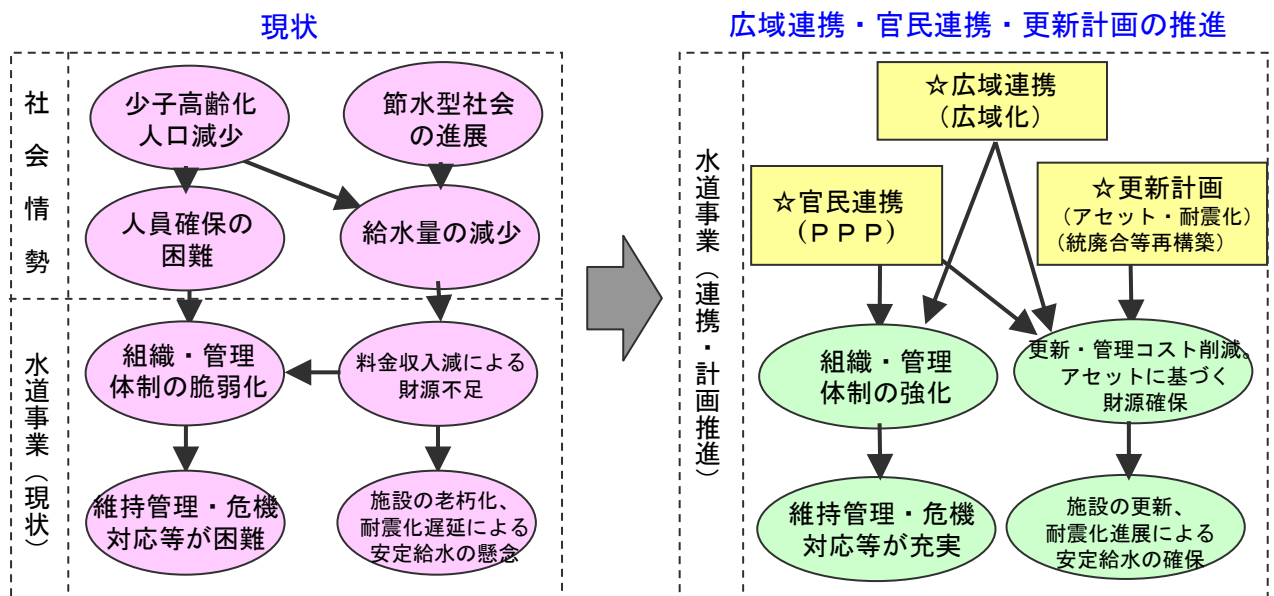 現状
社会情勢
少子高齢化
人口減少
節水型社会
の進展
人員確保の
困難
給水量の減少
水道事業（現状）
組織・管理
体制の脆弱化
料金収入減による
財源不足
維持管理・危機
対応等が困難
施設の老朽化、
耐震化遅延による
安定給水の懸念
広域連携・官民連携・更新計画の推進
水道事業（連携・計画推進）
☆広域連携
（広域化）
☆官民連携
（ＰＰＰ）
☆更新計画
（アセット・耐震化）
（統廃合等再構築）
組織・管理
体制の強化
更新・管理コスト削減。
アセットに基づく
財源確保
維持管理・危機
対応等が充実
施設の更新、
耐震化進展による
安定給水の確保